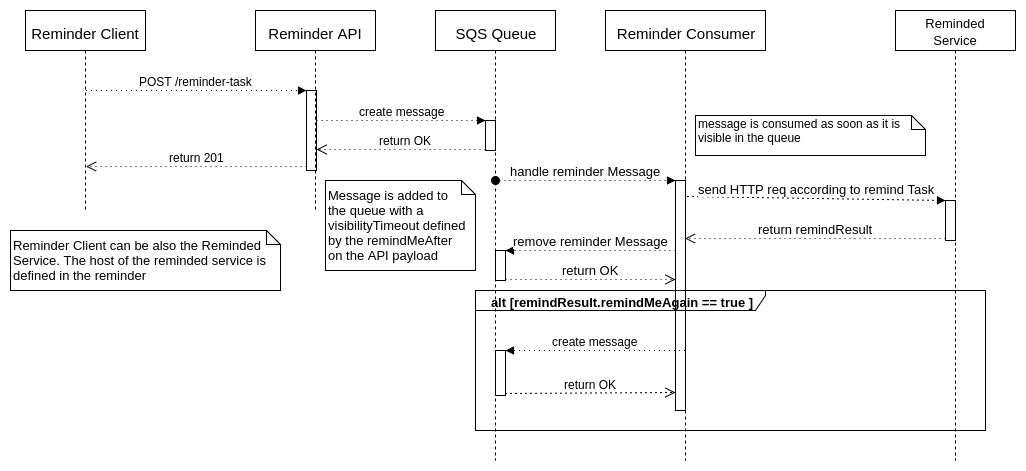 Reminder Client
Reminder API
SQS Queue
Reminder Consumer
Reminded
Service
POST /reminder-task
create message
return OK
return 201
message is consumed as soon as it is
visible in the queue
handle reminder Message
send HTTP req according to remind Task
Message is added to
the queue with a
visibilityTimeout defined
by the remindMeAfter
on the API payload
return remindResult
Reminder Client can be also the Reminded
Service. The host of the reminded service is
defined in the reminder
remove reminder Message
return OK
alt [remindResult.remindMeAgain == true ]
create message
return OK